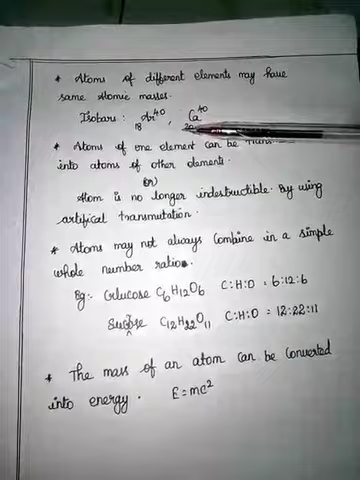 * Atoms of different elements may have
same atomic masses.
Isobars : ₁₈Ar⁴⁰ , ₂₀Ca⁴⁰
* Atoms of one element can be
into atoms of other elements.
(or)
Atom is no longer indestructible. By using
artifical transmutation.
* Atoms may not always combine in a simple
whole number ratio.
Eg:- Glucose C₆H₁₂O₆ C:H:O = 6:12:6
Sucrose C₁₂H₂₂O₁₁ C:H:O = 12:22:11
* The mass of an atom can be converted
into energy. E=mc²